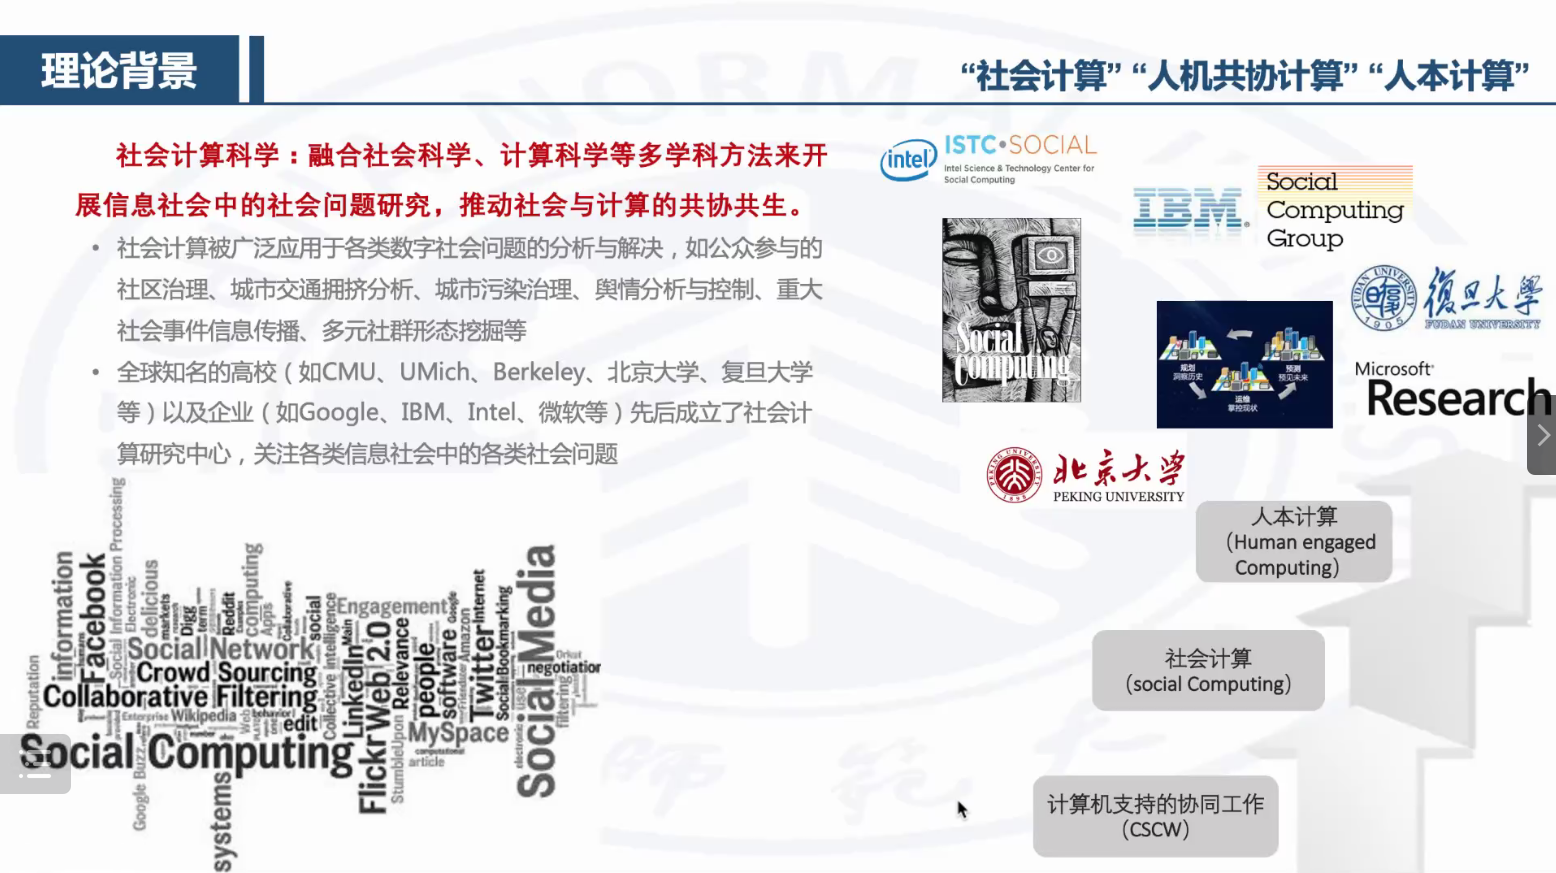 理论背景
“社会计算” “人机共协计算” “人本计算”
社会计算科学：融合社会科学、计算科学等多学科方法来开
展信息社会中的社会问题研究，推动社会与计算的共协共生。
• 社会计算被广泛应用于各类数字社会问题的分析与解决，如公众参与的
社区治理、城市交通拥挤分析、城市污染治理、舆情分析与控制、重大
社会事件信息传播、多元社群形态挖掘等
• 全球知名的高校（如CMU、UMich、Berkeley、北京大学、复旦大学
等）以及企业（如Google、IBM、Intel、微软等）先后成立了社会计
算研究中心，关注各类信息社会中的各类社会问题
intel
ISTC•SOCIAL
Intel Science & Technology Center for
Social Computing
IBM
Social
Computing
Group
Social
Computing
规划
洞察历史
预测
预见未来
运维
掌控现状
復旦大學
FUDAN UNIVERSITY
1905
Microsoft
Research
北京大学
PEKING UNIVERSITY
1898
人本计算
（Human engaged
Computing）
社会计算
（social Computing）
计算机支持的协同工作
（CSCW）
information
Facebook
Social Information Processing
Electronic
delicious
markets
Digg
term
Reddit
computing
Apps
Collaborative
social
Engagement
Google
Internet
Social Network
Crowd Sourcing
Collaborative Filtering
Reputation
Enterprise
Wikipedia
Web
behavior
edit
Collective intelligence
Main
LinkedIn
Web 2.0
Flickr
Relevance
people
software
Amazon
Twitter
Social Bookmarking
Social Media
Orkut
negotiation
filtering
MySpace
computational
article
StumbleUpon
Social Computing
Google Buzz
systems
NORMAL